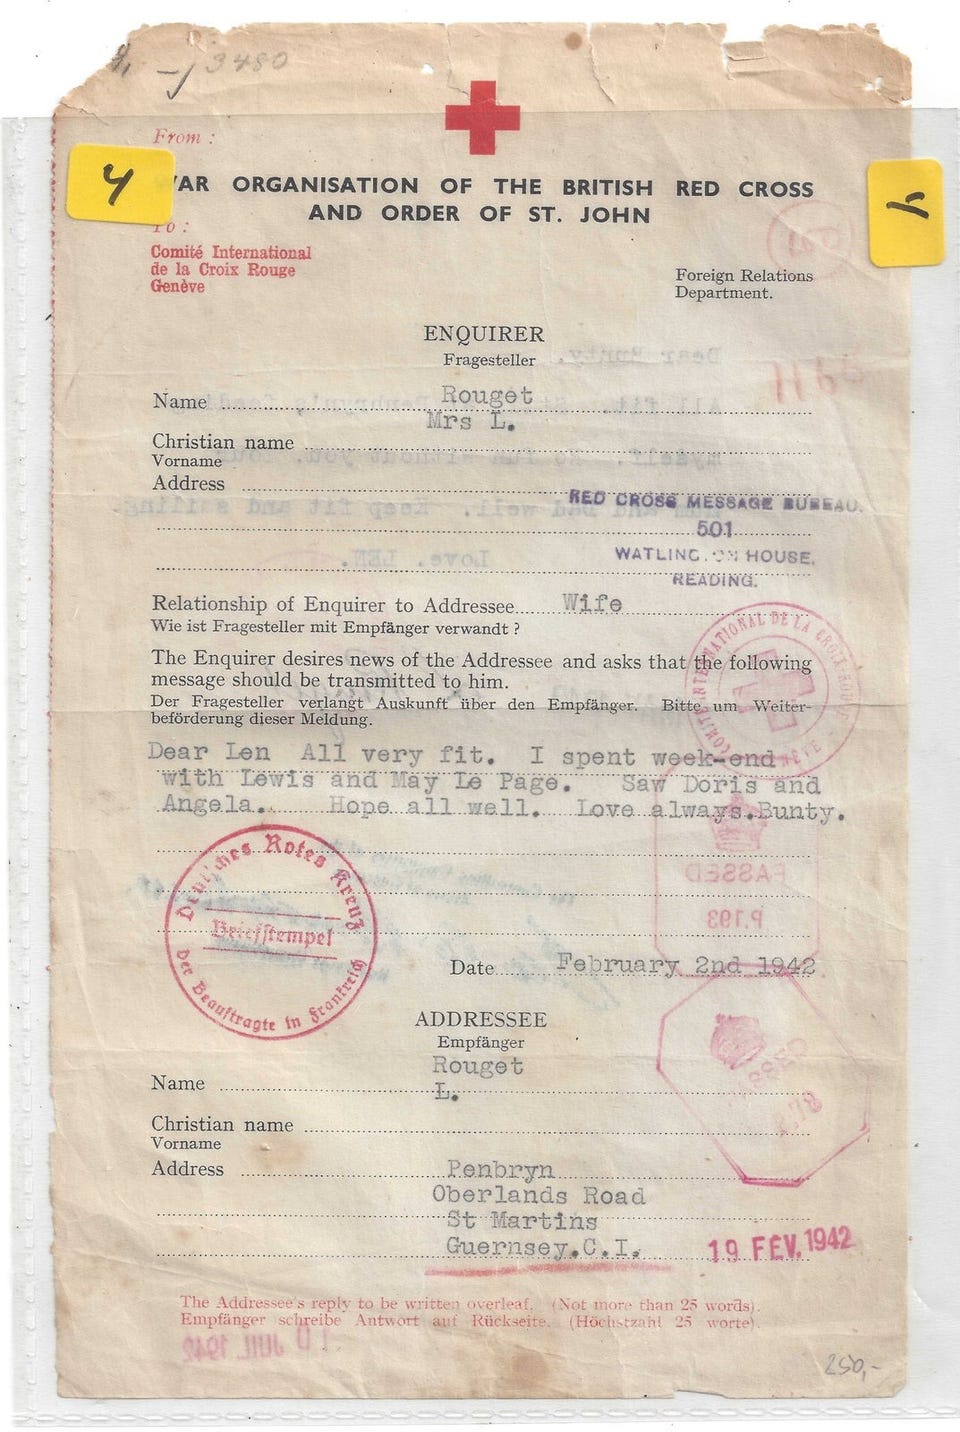 3480
From :
4
WAR ORGANISATION OF THE BRITISH RED CROSS
AND ORDER OF ST. JOHN
To :
Comité International
de la Croix Rouge
Genève
Foreign Relations
Department.
ENQUIRER
Fragesteller
Name Rouget
Mrs L.
Christian name
Vorname
Address
RED CROSS MESSAGE BUREAU.
501
WATLING HOUSE,
READING.
Relationship of Enquirer to Addressee Wife
Wie ist Fragesteller mit Empfänger verwandt ?
The Enquirer desires news of the Addressee and asks that the following
message should be transmitted to him.
Der Fragesteller verlangt Auskunft über den Empfänger. Bitte um Weiter-
beförderung dieser Meldung.
COMITÉ INTERNATIONAL DE LA CROIX-ROUGE
Dear Len All very fit. I spent week-end
with Lewis and May Le Page. Saw Doris and
Angela. Hope all well. Love always.Bunty.
PASSED
P.193
Deutsches Rotes Kreuz
Briefstempel
Der Beauftragte in Frankreich
Date February 2nd 1942
ADDRESSEE
Empfänger
Name Rouget
L.
Christian name
Vorname
Address Penbryn
Oberlands Road
St Martins
Guernsey.C.I.
19 FEV. 1942
The Addressee's reply to be written overleaf. (Not more than 25 words).
Empfänger schreibe Antwort auf Rückseite. (Höchstzahl 25 worte).
JUIL 1942
250,-